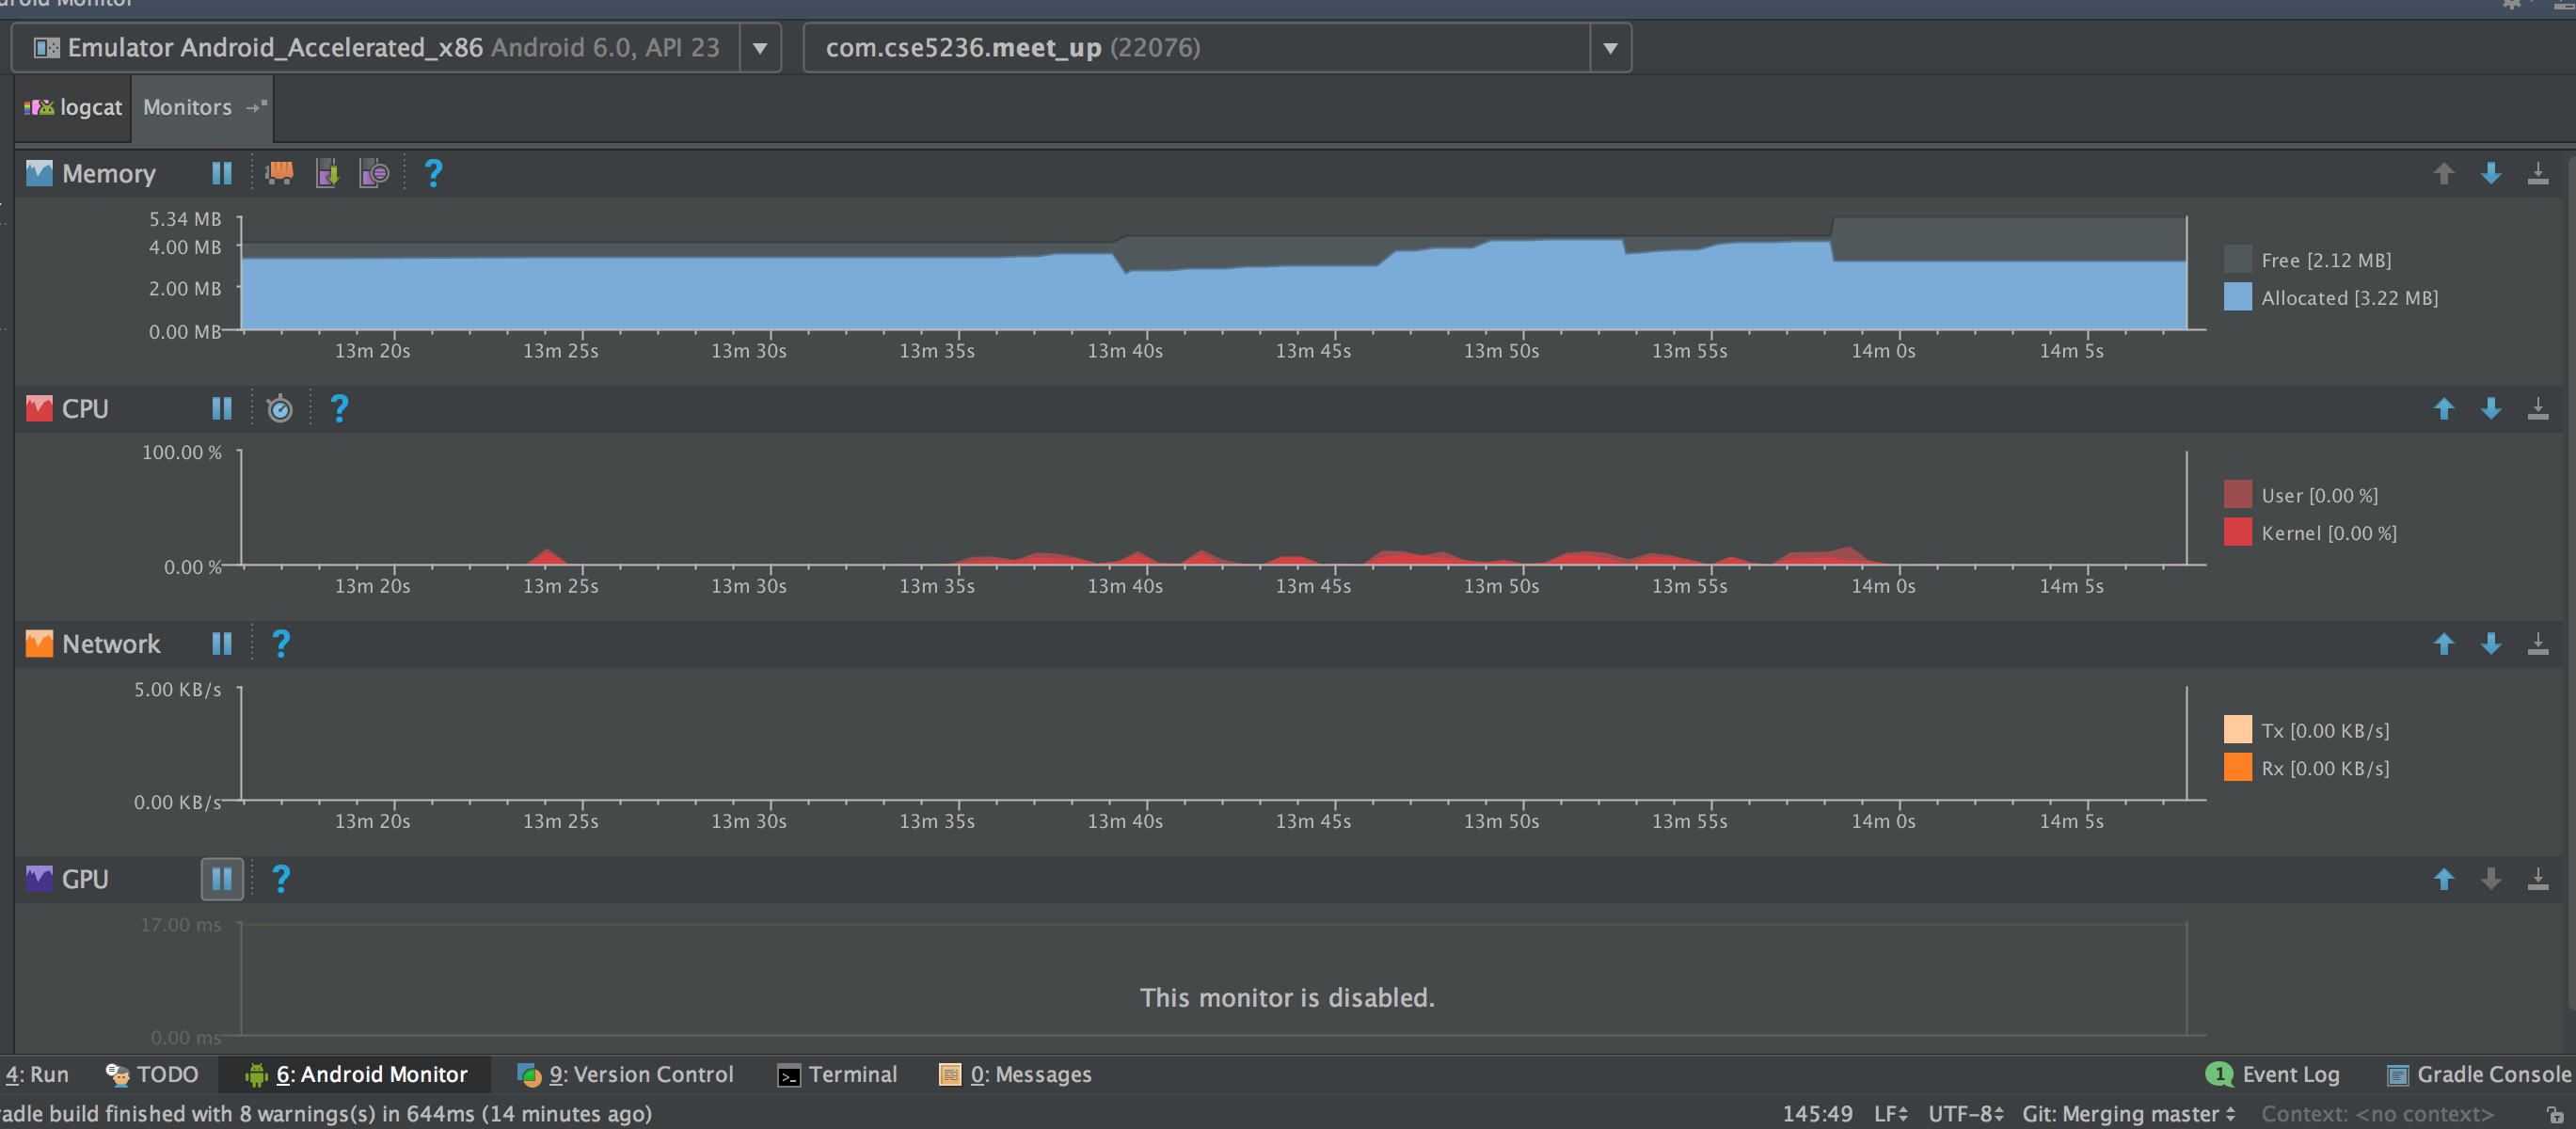 Android Monitor
Emulator Android_Accelerated_x86 Android 6.0, API 23
com.cse5236.meet_up (22076)
logcat
Monitors
Memory
?
5.34 MB
4.00 MB
2.00 MB
0.00 MB
13m 20s 13m 25s 13m 30s 13m 35s 13m 40s 13m 45s 13m 50s 13m 55s 14m 0s 14m 5s
Free [2.12 MB]
Allocated [3.22 MB]
CPU
?
100.00 %
0.00 %
13m 20s 13m 25s 13m 30s 13m 35s 13m 40s 13m 45s 13m 50s 13m 55s 14m 0s 14m 5s
User [0.00 %]
Kernel [0.00 %]
Network
?
5.00 KB/s
0.00 KB/s
13m 20s 13m 25s 13m 30s 13m 35s 13m 40s 13m 45s 13m 50s 13m 55s 14m 0s 14m 5s
Tx [0.00 KB/s]
Rx [0.00 KB/s]
GPU
?
17.00 ms
0.00 ms
This monitor is disabled.
4: Run TODO 6: Android Monitor 9: Version Control Terminal 0: Messages 1 Event Log Gradle Console
radle build finished with 8 warnings(s) in 644ms (14 minutes ago) 145:49 LF UTF-8 Git: Merging master Context: <no context>